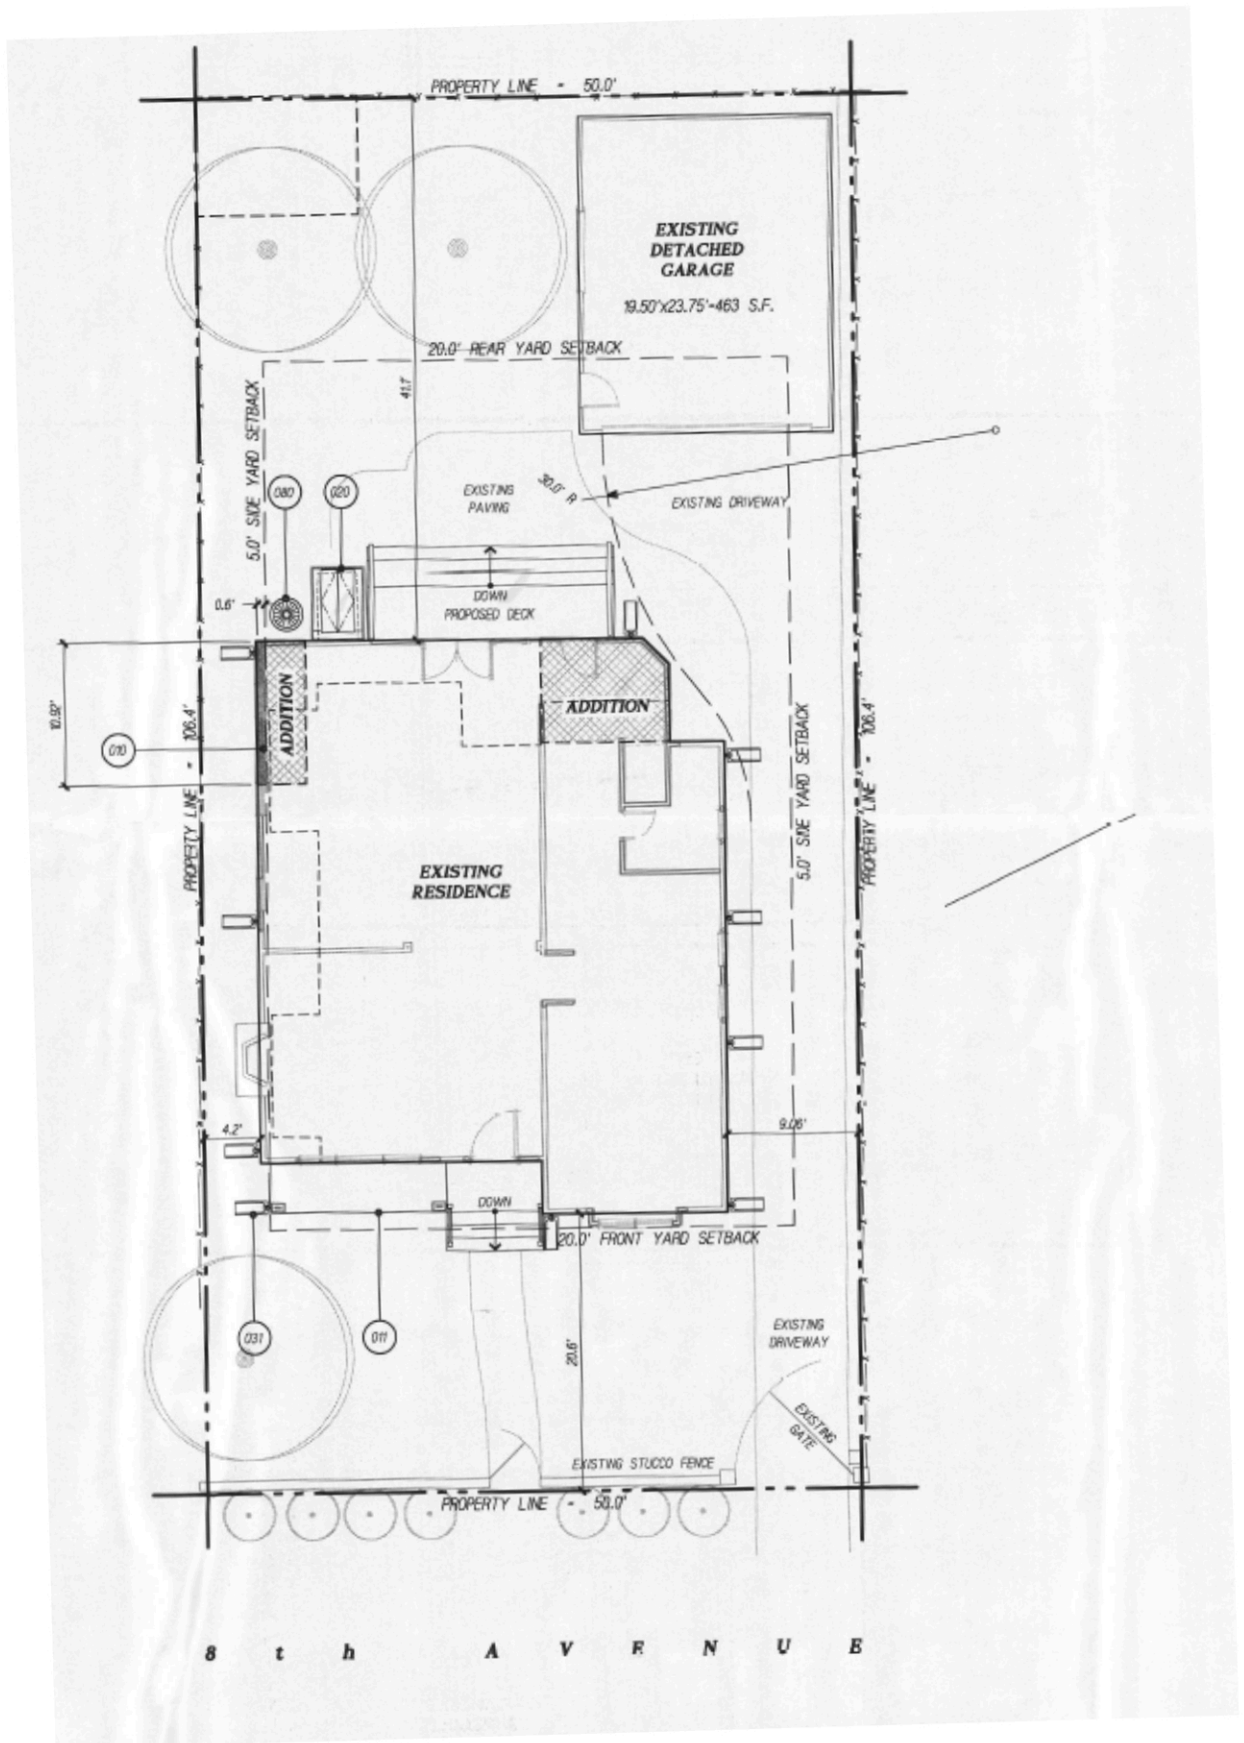 PROPERTY LINE - 50.0'
EXISTING
DETACHED
GARAGE
19.50'x23.75'=463 S.F.
20.0' REAR YARD SETBACK
41.1'
5.0' SIDE YARD SETBACK
080
020
EXISTING
PAVING
30.0' R
EXISTING DRIVEWAY
0.6'
DOWN
PROPOSED DECK
10.92'
ADDITION
ADDITION
010
PROPERTY LINE - 106.4'
5.0' SIDE YARD SETBACK
PROPERTY LINE - 106.4'
EXISTING
RESIDENCE
4.2'
9.06'
DOWN
20.0' FRONT YARD SETBACK
031
011
20.6'
EXISTING
DRIVEWAY
EXISTING
GATE
EXISTING STUCCO FENCE
PROPERTY LINE - 50.0'
8th AVENUE